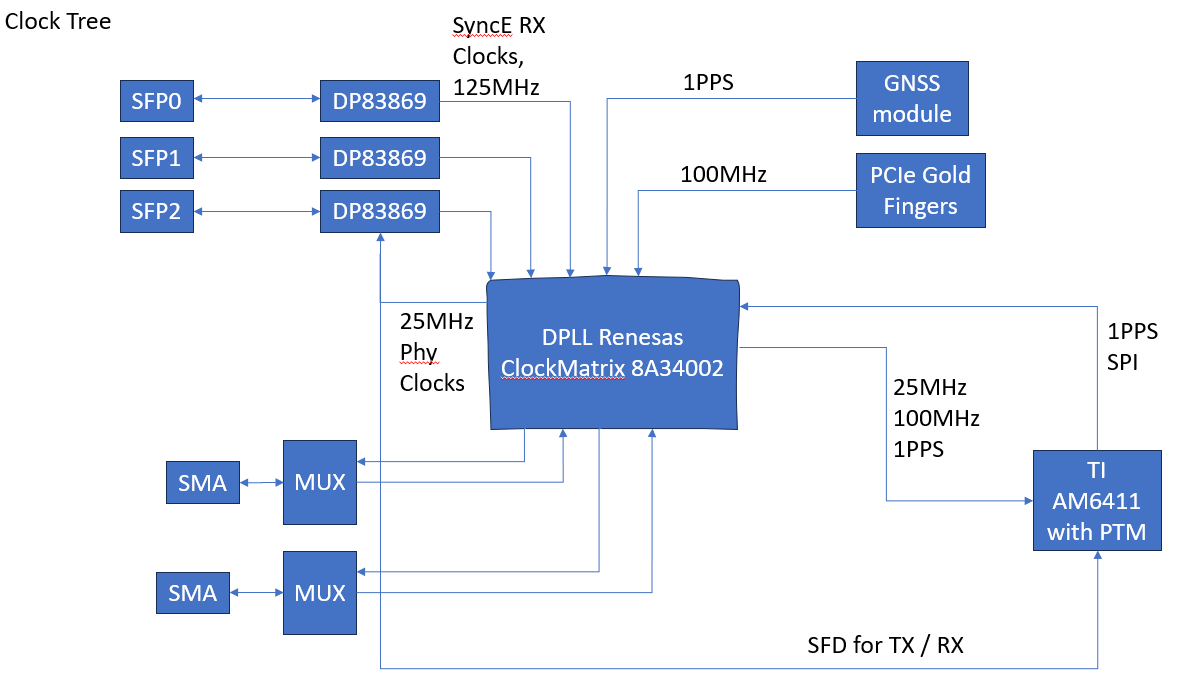 Clock Tree
SyncE RX
Clocks,
125MHz
SFP0
DP83869
1PPS
GNSS
module
SFP1
DP83869
100MHz
PCIe Gold
Fingers
SFP2
DP83869
25MHz
Phy
Clocks
DPLL Renesas
ClockMatrix 8A34002
1PPS
SPI
25MHz
100MHz
1PPS
SMA
MUX
TI
AM6411
with PTM
SMA
MUX
SFD for TX / RX